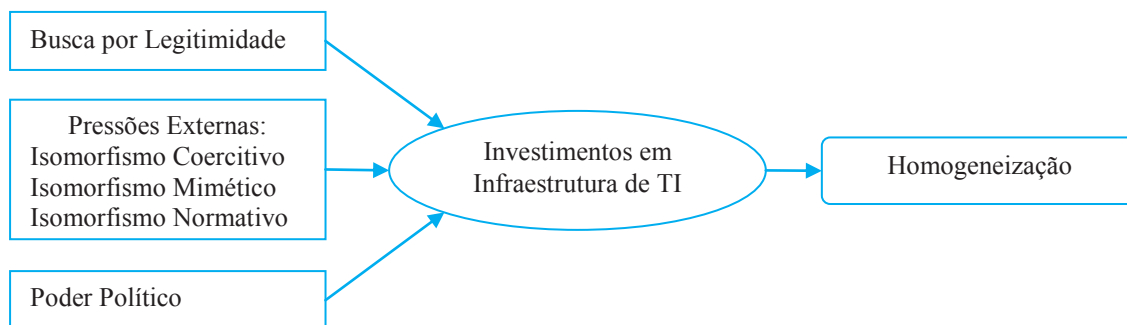 Busca por Legitimidade
Pressões Externas:
Isomorfismo Coercitivo
Isomorfismo Mimético
Isomorfismo Normativo
Poder Político
Investimentos em
Infraestrutura de TI
Homogeneização